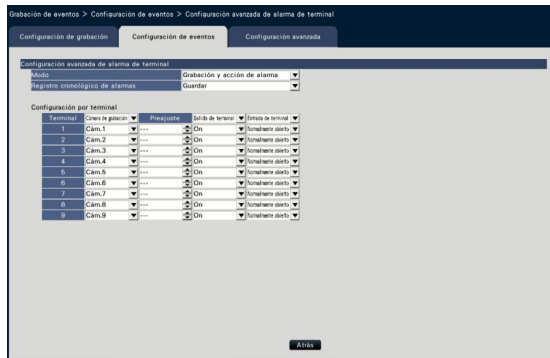 Grabación de eventos > Configuración de eventos > Configuración avanzada de alarma de terminal
Configuración de grabación Configuración de eventos Configuración avanzada
Configuración avanzada de alarma de terminal
Modo Grabación y acción de alarma
Registro cronológico de alarmas Guardar
Configuración por terminal
Terminal Cámara de grabación Preajuste Salida de terminal Entrada de terminal
1 Cám.1 --- On Normalmente abierto
2 Cám.2 --- On Normalmente abierto
3 Cám.3 --- On Normalmente abierto
4 Cám.4 --- On Normalmente abierto
5 Cám.5 --- On Normalmente abierto
6 Cám.6 --- On Normalmente abierto
7 Cám.7 --- On Normalmente abierto
8 Cám.8 --- On Normalmente abierto
9 Cám.9 --- On Normalmente abierto
Atrás